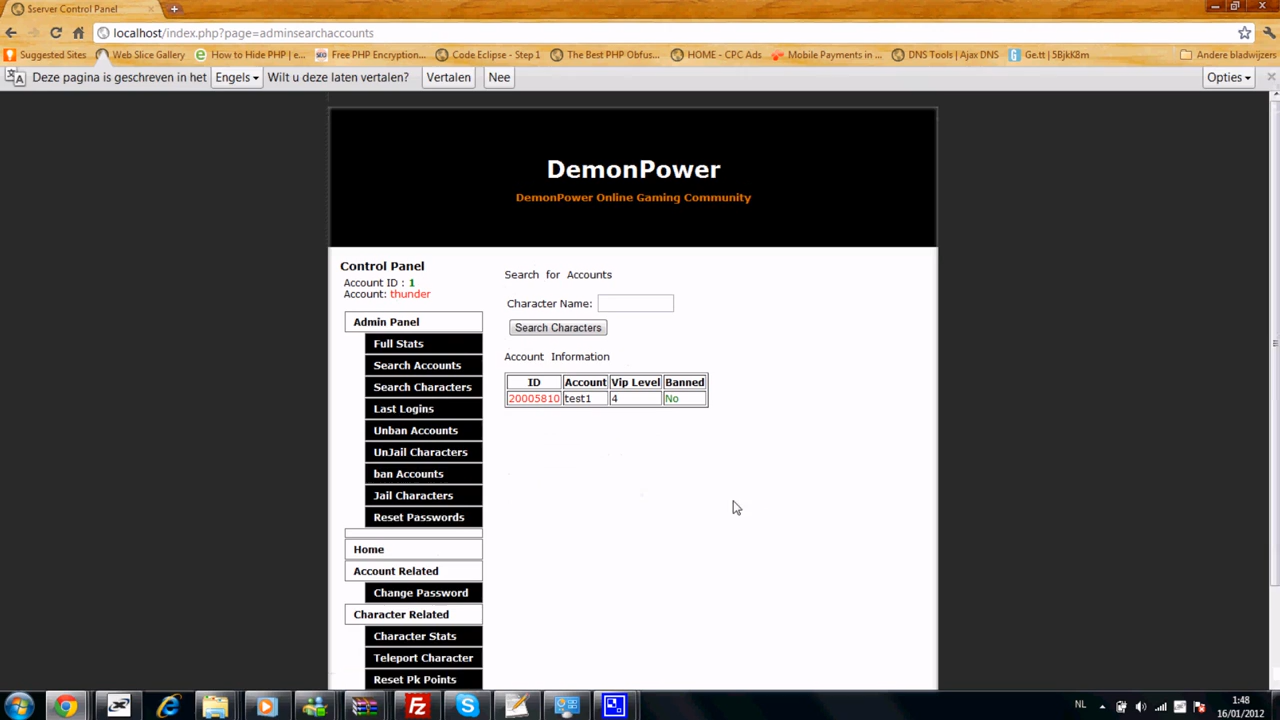 $server Control Panel
localhost/index.php?page=adminsearchaccounts
Suggested Sites Web Slice Gallery How to Hide PHP | e... Free PHP Encryption... Code Eclipse - Step 1 The Best PHP Obfus... HOME - CPC Ads Mobile Payments in ... DNS Tools | Ajax DNS Ge.tt | 5BjkK8m Andere bladwijzers
Deze pagina is geschreven in het Engels Wilt u deze laten vertalen? Vertalen Nee Opties
DemonPower
DemonPower Online Gaming Community
Control Panel
Account ID : 1
Account: thunder
Admin Panel
Full Stats
Search Accounts
Search Characters
Last Logins
Unban Accounts
UnJail Characters
ban Accounts
Jail Characters
Reset Passwords
Home
Account Related
Change Password
Character Related
Character Stats
Teleport Character
Reset Pk Points
Search for Accounts
Character Name:
Search Characters
Account Information
ID Account Vip Level Banned
20005810 test1 4 No
NL 1:48
16/01/2012